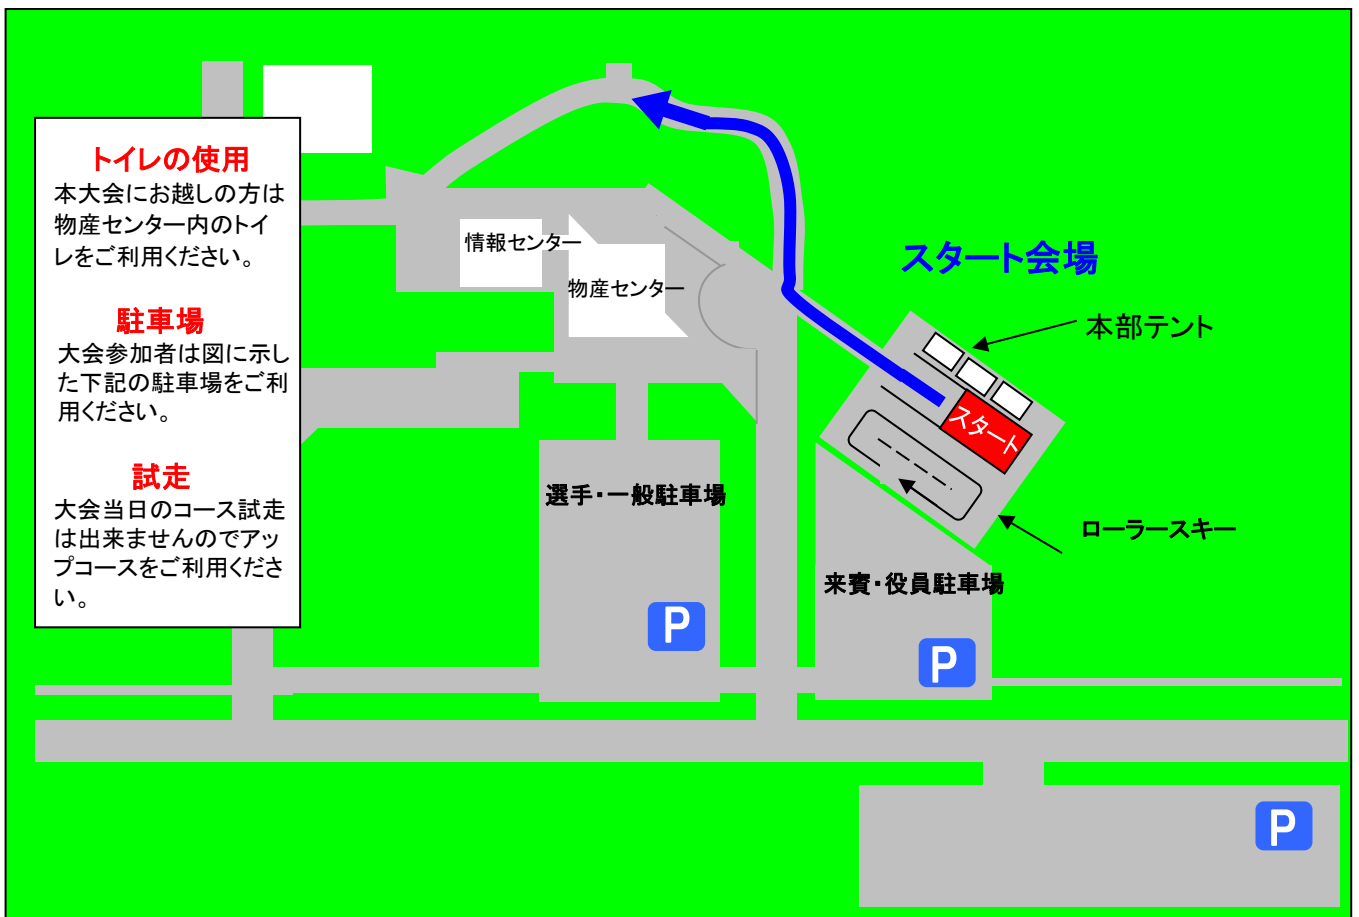 トイレの使用
本大会にお越しの方は
物産センター内のトイ
レをご利用ください。
駐車場
大会参加者は図に示し
た下記の駐車場をご利
用ください。
試走
大会当日のコース試走
は出来ませんのでアッ
プコースをご利用くださ
い。
情報センター
物産センター
スタート会場
本部テント
スタート
ローラースキー
選手・一般駐車場
P
来賓・役員駐車場
P
P